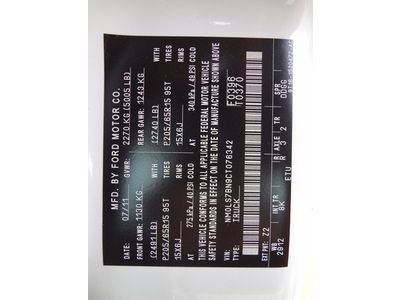 MFD. BY FORD MOTOR CO.
DATE: 07/11 GVWR: 2270 KG (5005 LB)
FRONT GAWR: 1130 KG REAR GAWR: 1243 KG
(2491 LB) WITH (2740 LB) WITH
P205/65R15 95T TIRES P205/65R15 95T TIRES
15X6J RIMS 15X6J RIMS
AT 275 kPa/40 PSI COLD AT 340 kPa/49 PSI COLD
THIS VEHICLE CONFORMS TO ALL APPLICABLE FEDERAL MOTOR VEHICLE
SAFETY STANDARDS IN EFFECT ON THE DATE OF MANUFACTURE SHOWN ABOVE
VIN: NM0LS7BN9CT076342 F0396
TYPE: TRUCK T0370
EXT PNT: Z2
WB INT TR R AXLE TR SPR
2912 8K R 3 2 DDGG
ETU